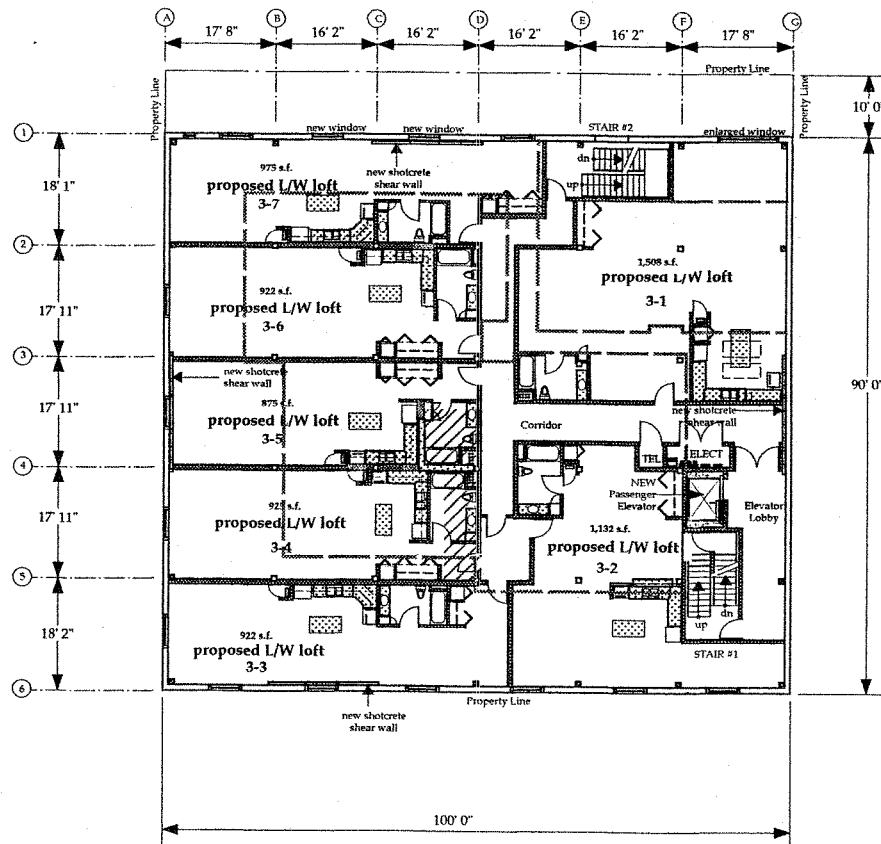 A B C D E F G
17' 8" 16' 2" 16' 2" 16' 2" 16' 2" 17' 8"
Property Line
Property Line
Property Line
10' 0"
1
new window
new window
STAIR #2
enlarged window
18' 1"
975 s.f.
proposed L/W loft
3-7
new shotcrete
shear wall
dn
up
2
17' 11"
922 s.f.
proposed L/W loft
3-6
1,508 s.f.
proposed L/W loft
3-1
3
new shotcrete
shear wall
90' 0"
17' 11"
875 s.f.
proposed L/W loft
3-5
new shotcrete
shear wall
Corridor
TEL
ELECT
4
NEW
Passenger
Elevator
Elevator
Lobby
17' 11"
925 s.f.
proposed L/W loft
3-4
1,132 s.f.
proposed L/W loft
3-2
5
18' 2"
922 s.f.
proposed L/W loft
3-3
up
dn
STAIR #1
6
Property Line
new shotcrete
shear wall
100' 0"